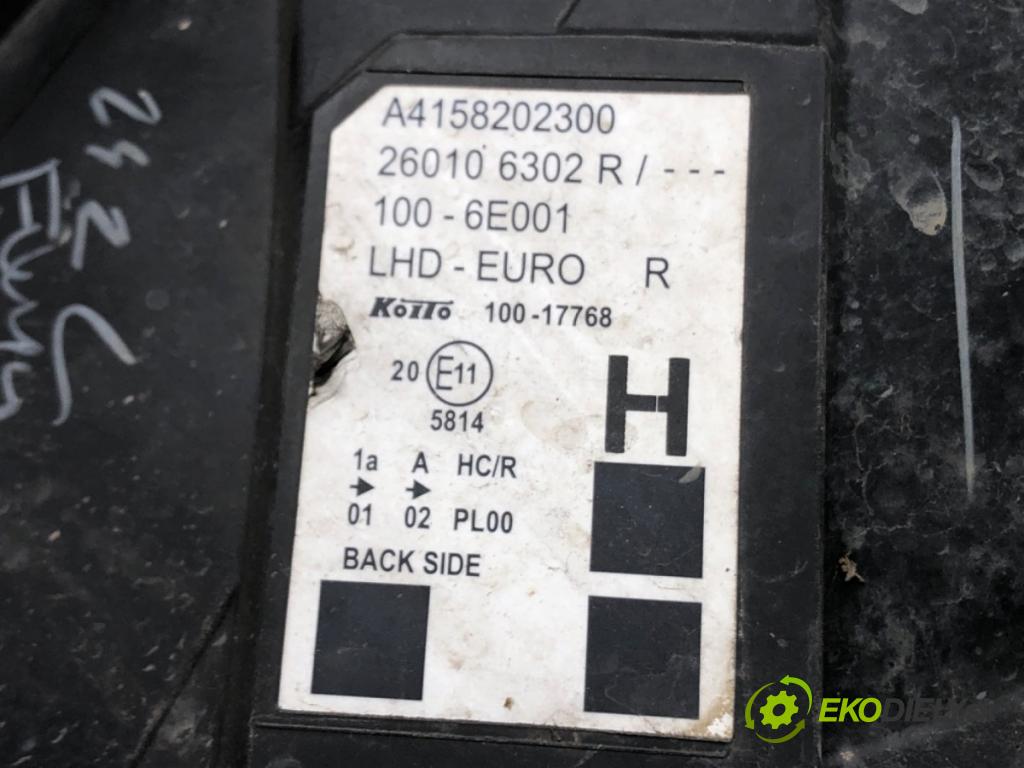 A4158202300
26010 6302 R / - - -
100 - 6E001
LHD - EURO R
KOITO 100-17768
20 E11
5814
H
1a A HC/R
01 02 PL00
BACK SIDE